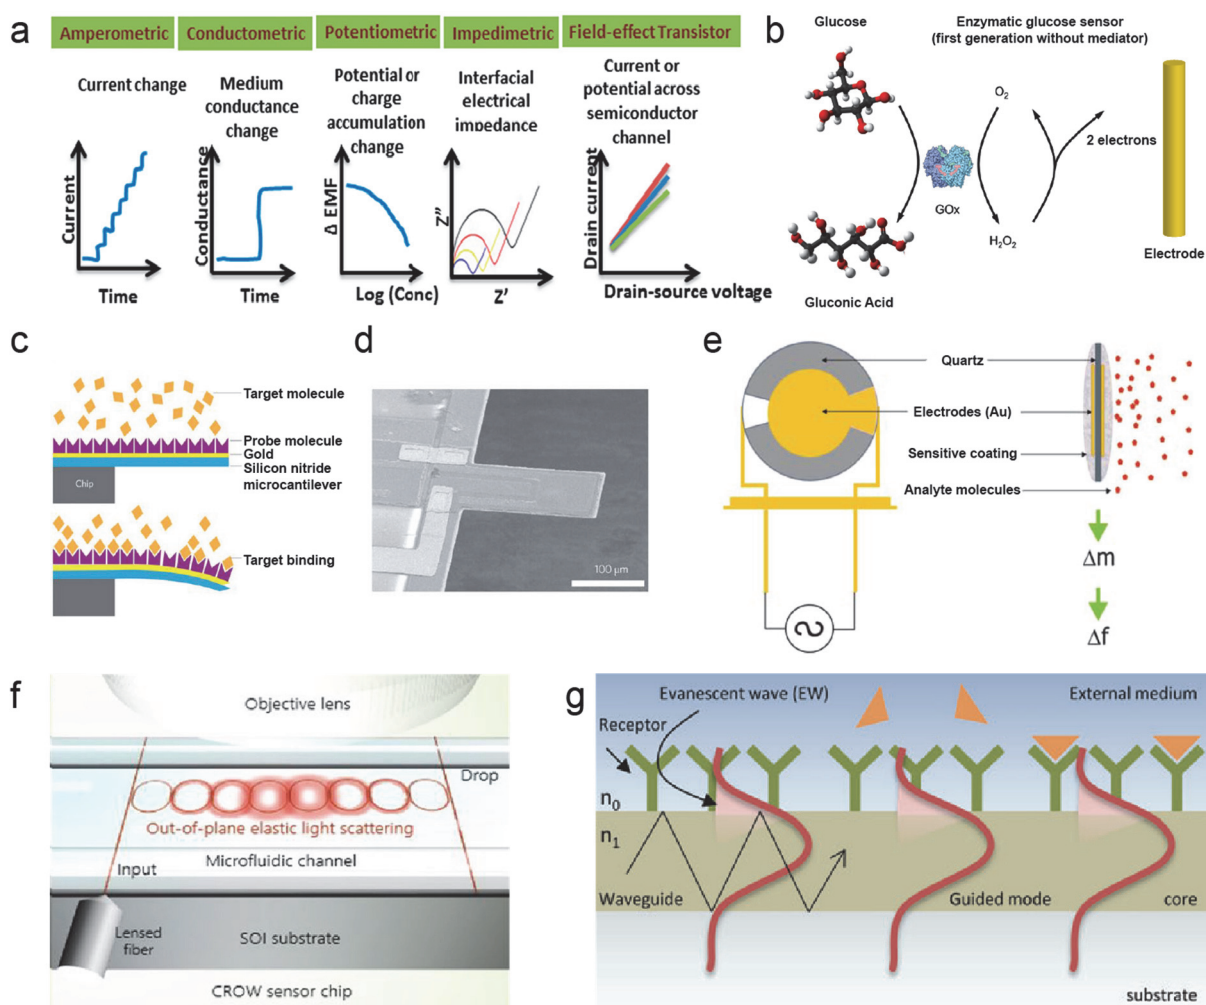 a
Amperometric
Conductometric
Potentiometric
Impedimetric
Field-effect Transistor
Current change
Current
Time
Medium
conductance
change
Conductance
Time
Potential or
charge
accumulation
change
Δ EMF
Log (Conc)
Interfacial
electrical
impedance
Z"
Z'
Current or
potential across
semiconductor
channel
Drain current
Drain-source voltage
b
Glucose
Enzymatic glucose sensor
(first generation without mediator)
O2
2 electrons
GOx
H2O2
Electrode
Gluconic Acid
c
Target molecule
Probe molecule
Gold
Silicon nitride
microcantilever
Chip
Target binding
d
100 µm
e
Quartz
Electrodes (Au)
Sensitive coating
Analyte molecules
Δm
Δf
f
Objective lens
Drop
Out-of-plane elastic light scattering
Microfluidic channel
Input
Lensed
fiber
SOI substrate
CROW sensor chip
g
Evanescent wave (EW)
External medium
Receptor
n0
n1
Waveguide
Guided mode
core
substrate